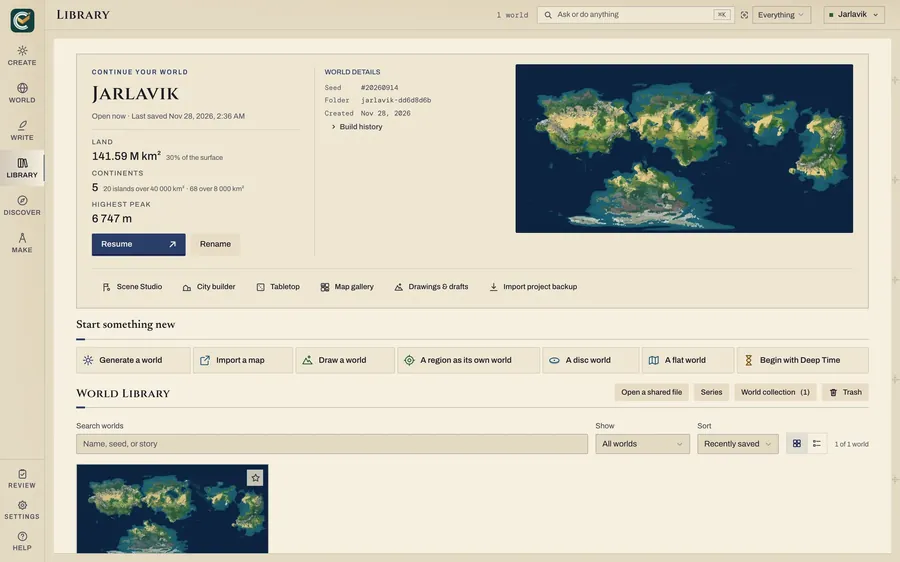 LIBRARY
1 world
Ask or do anything
⌘K
Everything
Jarlavik
CREATE
WORLD
WRITE
LIBRARY
DISCOVER
MAKE
REVIEW
SETTINGS
HELP
CONTINUE YOUR WORLD
JARLAVIK
Open now · Last saved Nov 28, 2026, 2:36 AM
LAND
141.59 M km² 30% of the surface
CONTINENTS
5 20 islands over 40 000 km² · 68 over 8 000 km²
HIGHEST PEAK
6 747 m
Resume
Rename
WORLD DETAILS
Seed #20260914
Folder jarlavik-dd6d8d6b
Created Nov 28, 2026
Build history
Scene Studio
City builder
Tabletop
Map gallery
Drawings & drafts
Import project backup
Start something new
Generate a world
Import a map
Draw a world
A region as its own world
A disc world
A flat world
Begin with Deep Time
WORLD LIBRARY
Open a shared file
Series
World collection (1)
Trash
Search worlds
Name, seed, or story
Show
All worlds
Sort
Recently saved
1 of 1 world